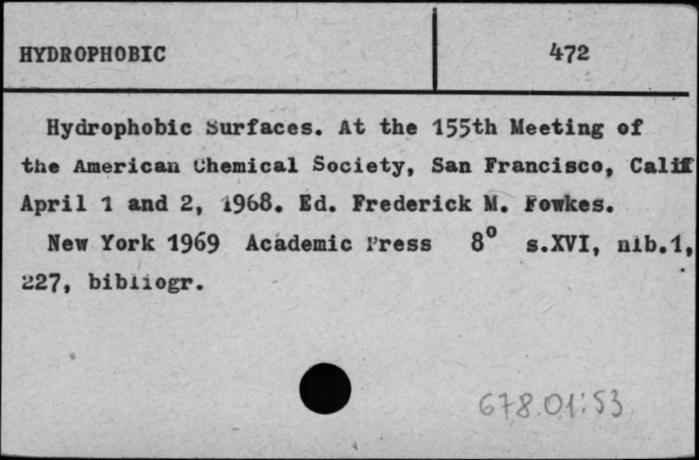 HYDROPHOBIC
472
Hydrophobic Surfaces. At the 155th Meeting of
the American Chemical Society, San Francisco, Calif
April 1 and 2, 1968. Ed. Frederick M. Fowkes.
New York 1969 Academic Press 8° s.XVI, nlb.1,
227, bibliogr.
678.01:53